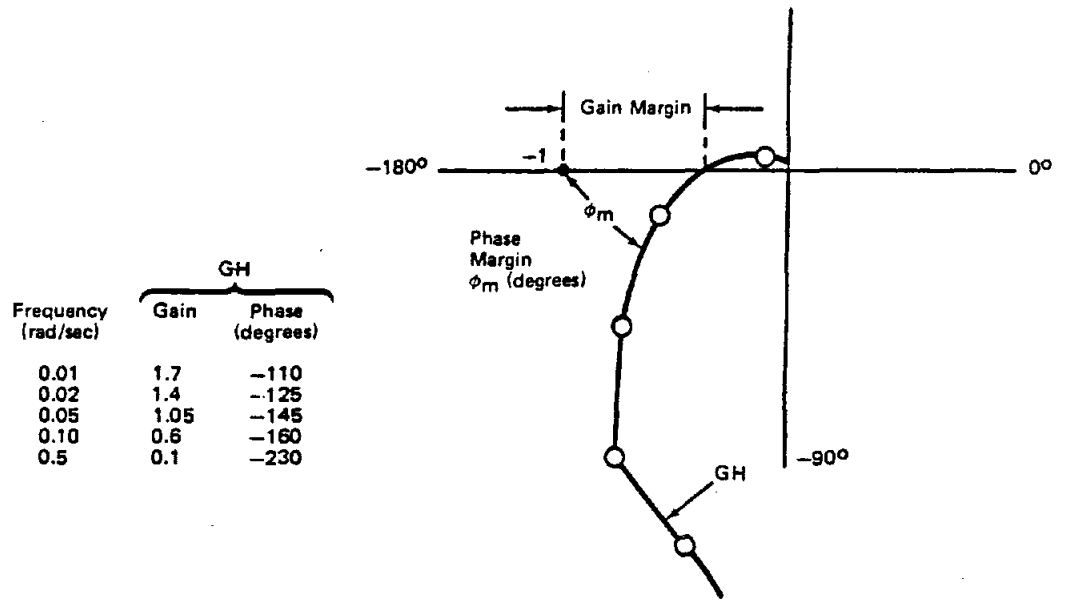 Gain Margin
-1
-180° 0°
ϕm
Phase
Margin
ϕm (degrees)
GH
Frequency Gain Phase
(rad/sec) (degrees)
0.01 1.7 -110
0.02 1.4 -125
0.05 1.05 -145
0.10 0.6 -160
0.5 0.1 -230
-90°
GH